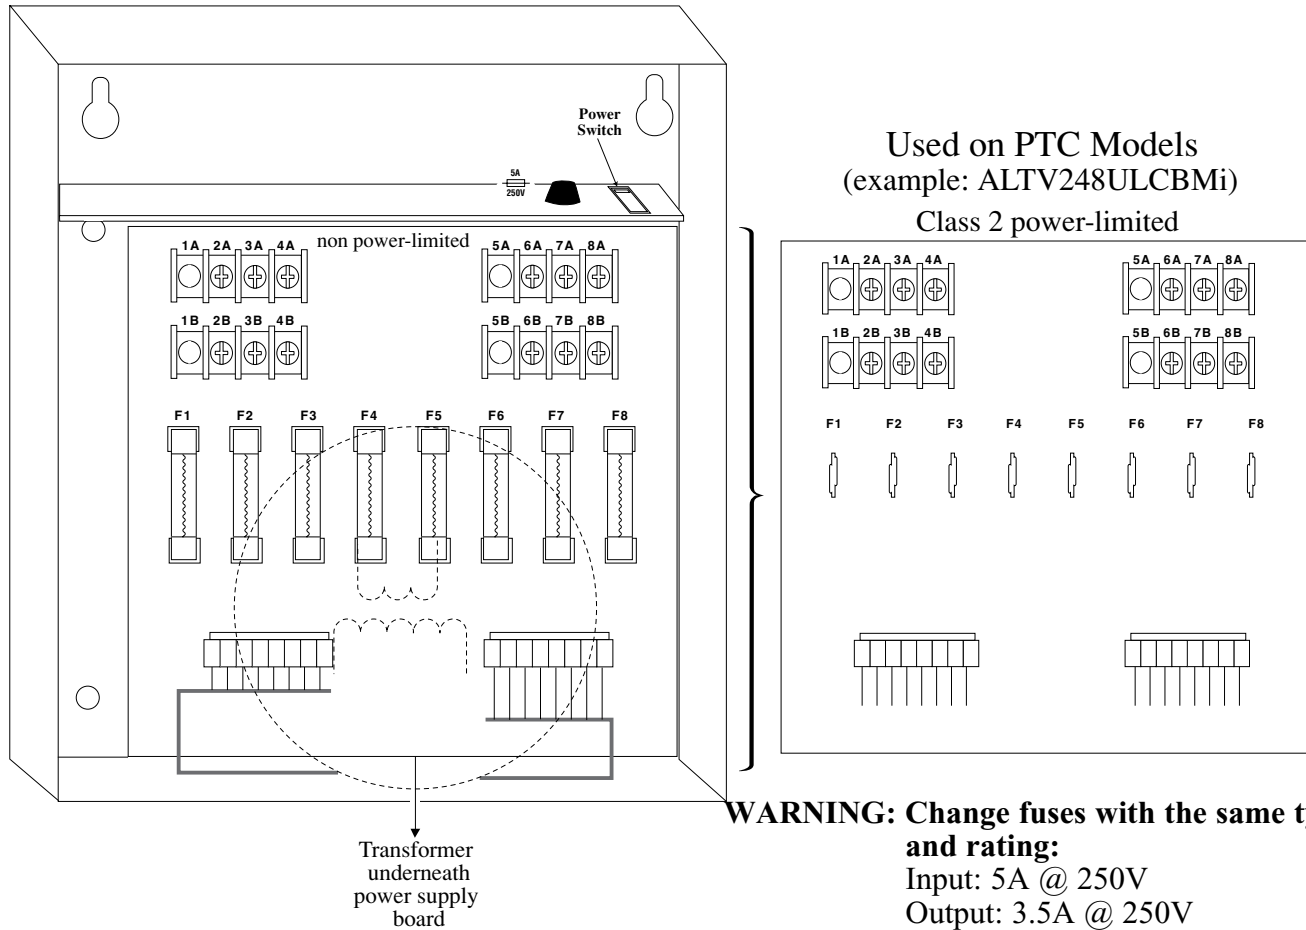 Power
Switch
5A
250V
Used on PTC Models
(example: ALTV248ULCBMi)
Class 2 power-limited
non power-limited
1A 2A 3A 4A
5A 6A 7A 8A
1B 2B 3B 4B
5B 6B 7B 8B
F1 F2 F3 F4 F5 F6 F7 F8
1A 2A 3A 4A
5A 6A 7A 8A
1B 2B 3B 4B
5B 6B 7B 8B
F1 F2 F3 F4 F5 F6 F7 F8
Transformer
underneath
power supply
board
WARNING: Change fuses with the same
and rating:
Input: 5A @ 250V
Output: 3.5A @ 250V